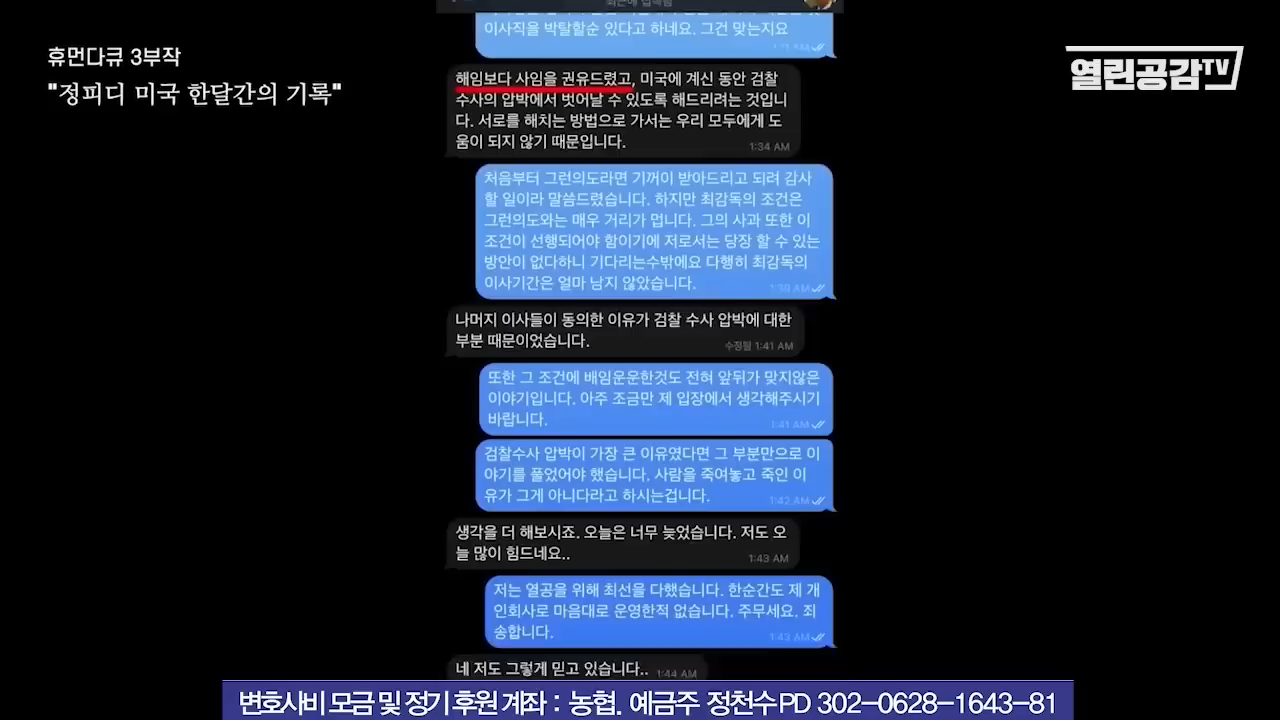 최근에 접속함
휴먼다큐 3부작
"정피디 미국 한달간의 기록"
열린공감TV
이사직을 박탈할순 있다고 하네요. 그건 맞는지요
해임보다 사임을 권유드렸고, 미국에 계신 동안 검찰
수사의 압박에서 벗어날 수 있도록 해드리려는 것입니
다. 서로를 해치는 방법으로 가서는 우리 모두에게 도
움이 되지 않기 때문입니다.
1:34 AM
처음부터 그런의도라면 기꺼이 받아드리고 되려 감사
할 일이라 말씀드렸습니다. 하지만 최감독의 조건은
그런의도와는 매우 거리가 멉니다. 그의 사과 또한 이
조건이 선행되어야 함이기에 저로서는 당장 할 수 있는
방안이 없다하니 기다리는수밖에요 다행히 최감독의
이사기간은 얼마 남지 않았습니다.
1:39 AM
나머지 이사들이 동의한 이유가 검찰 수사 압박에 대한
부분 때문이었습니다.
수정됨 1:41 AM
또한 그 조건에 배임운운한것도 전혀 앞뒤가 맞지않은
이야기입니다. 아주 조금만 제 입장에서 생각해주시기
바랍니다.
1:41 AM
검찰수사 압박이 가장 큰 이유였다면 그 부분만으로 이
야기를 풀었어야 했습니다. 사람을 죽여놓고 죽인 이
유가 그게 아니다라고 하시는겁니다.
1:42 AM
생각을 더 해보시죠. 오늘은 너무 늦었습니다. 저도 오
늘 많이 힘드네요..
1:43 AM
저는 열공을 위해 최선을 다했습니다. 한순간도 제 개
인회사로 마음대로 운영한적 없습니다. 주무세요. 죄
송합니다.
1:43 AM
네 저도 그렇게 믿고 있습니다..
1:44 AM
변호사비 모금 및 정기 후원 계좌 : 농협. 예금주 정천수PD 302-0628-1643-81